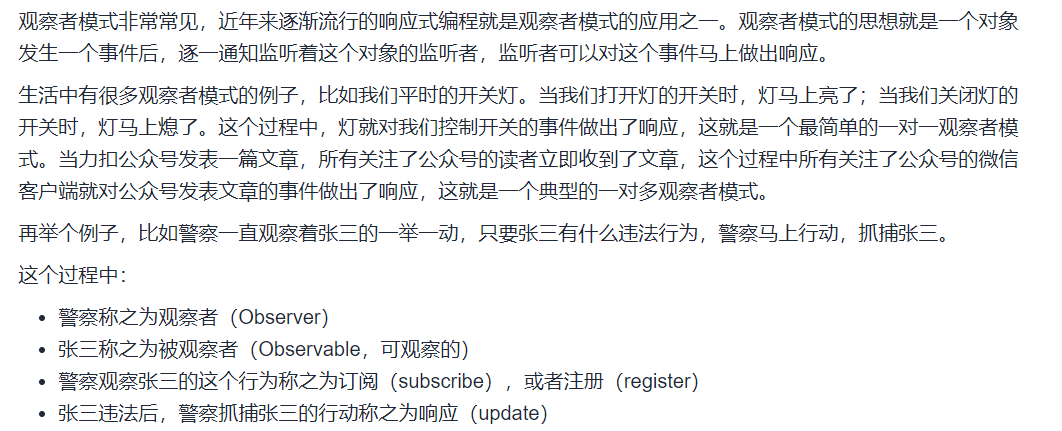 观察者模式非常常见，近年来逐渐流行的响应式编程就是观察者模式的应用之一。观察者模式的思想就是一个对象
发生一个事件后，逐一通知监听着这个对象的监听者，监听者可以对这个事件马上做出响应。
生活中有很多观察者模式的例子，比如我们平时的开关灯。当我们打开灯的开关时，灯马上亮了；当我们关闭灯的
开关时，灯马上熄了。这个过程中，灯就对我们控制开关的事件做出了响应，这就是一个最简单的一对一观察者模
式。当力扣公众号发表一篇文章，所有关注了公众号的读者立即收到了文章，这个过程中所有关注了公众号的微信
客户端就对公众号发表文章的事件做出了响应，这就是一个典型的一对多观察者模式。
再举个例子，比如警察一直观察着张三的一举一动，只要张三有什么违法行为，警察马上行动，抓捕张三。
这个过程中：
• 警察称之为观察者（Observer）
• 张三称之为被观察者（Observable，可观察的）
• 警察观察张三的这个行为称之为订阅（subscribe），或者注册（register）
• 张三违法后，警察抓捕张三的行动称之为响应（update）